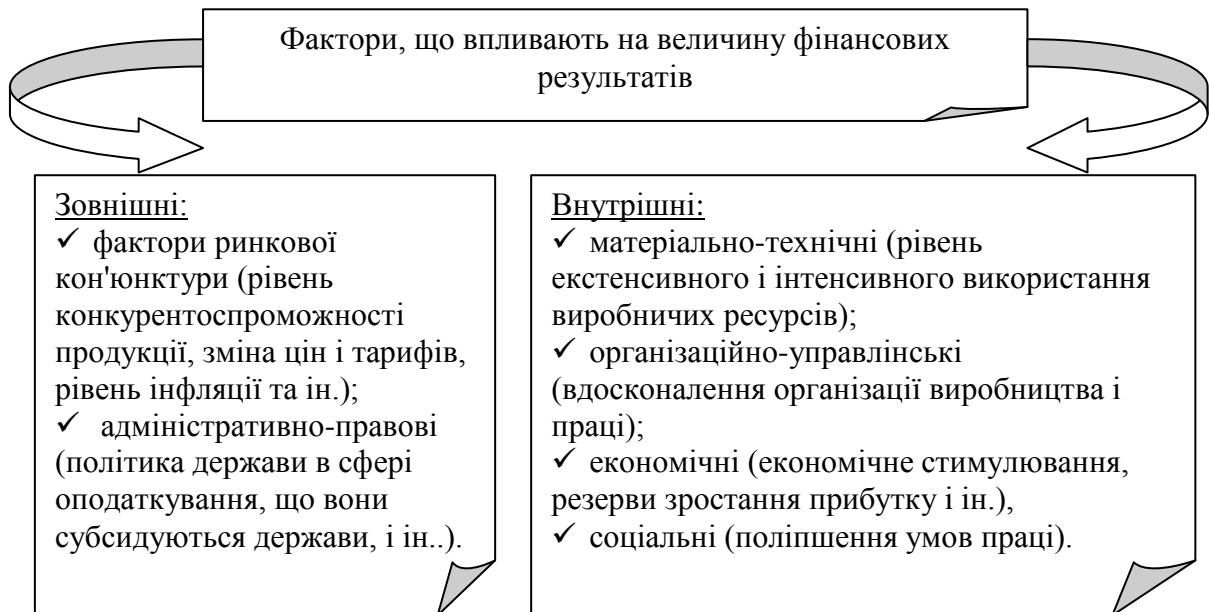 Фактори, що впливають на величину фінансових
результатів
Зовнішні:
✓ фактори ринкової
кон'юнктури (рівень
конкурентоспроможності
продукції, зміна цін і тарифів,
рівень інфляції та ін.);
✓ адміністративно-правові
(політика держави в сфері
оподаткування, що вони
субсидуються держави, і ін..).
Внутрішні:
✓ матеріально-технічні (рівень
екстенсивного і інтенсивного використання
виробничих ресурсів);
✓ організаційно-управлінські
(вдосконалення організації виробництва і
праці);
✓ економічні (економічне стимулювання,
резерви зростання прибутку і ін.),
✓ соціальні (поліпшення умов праці).